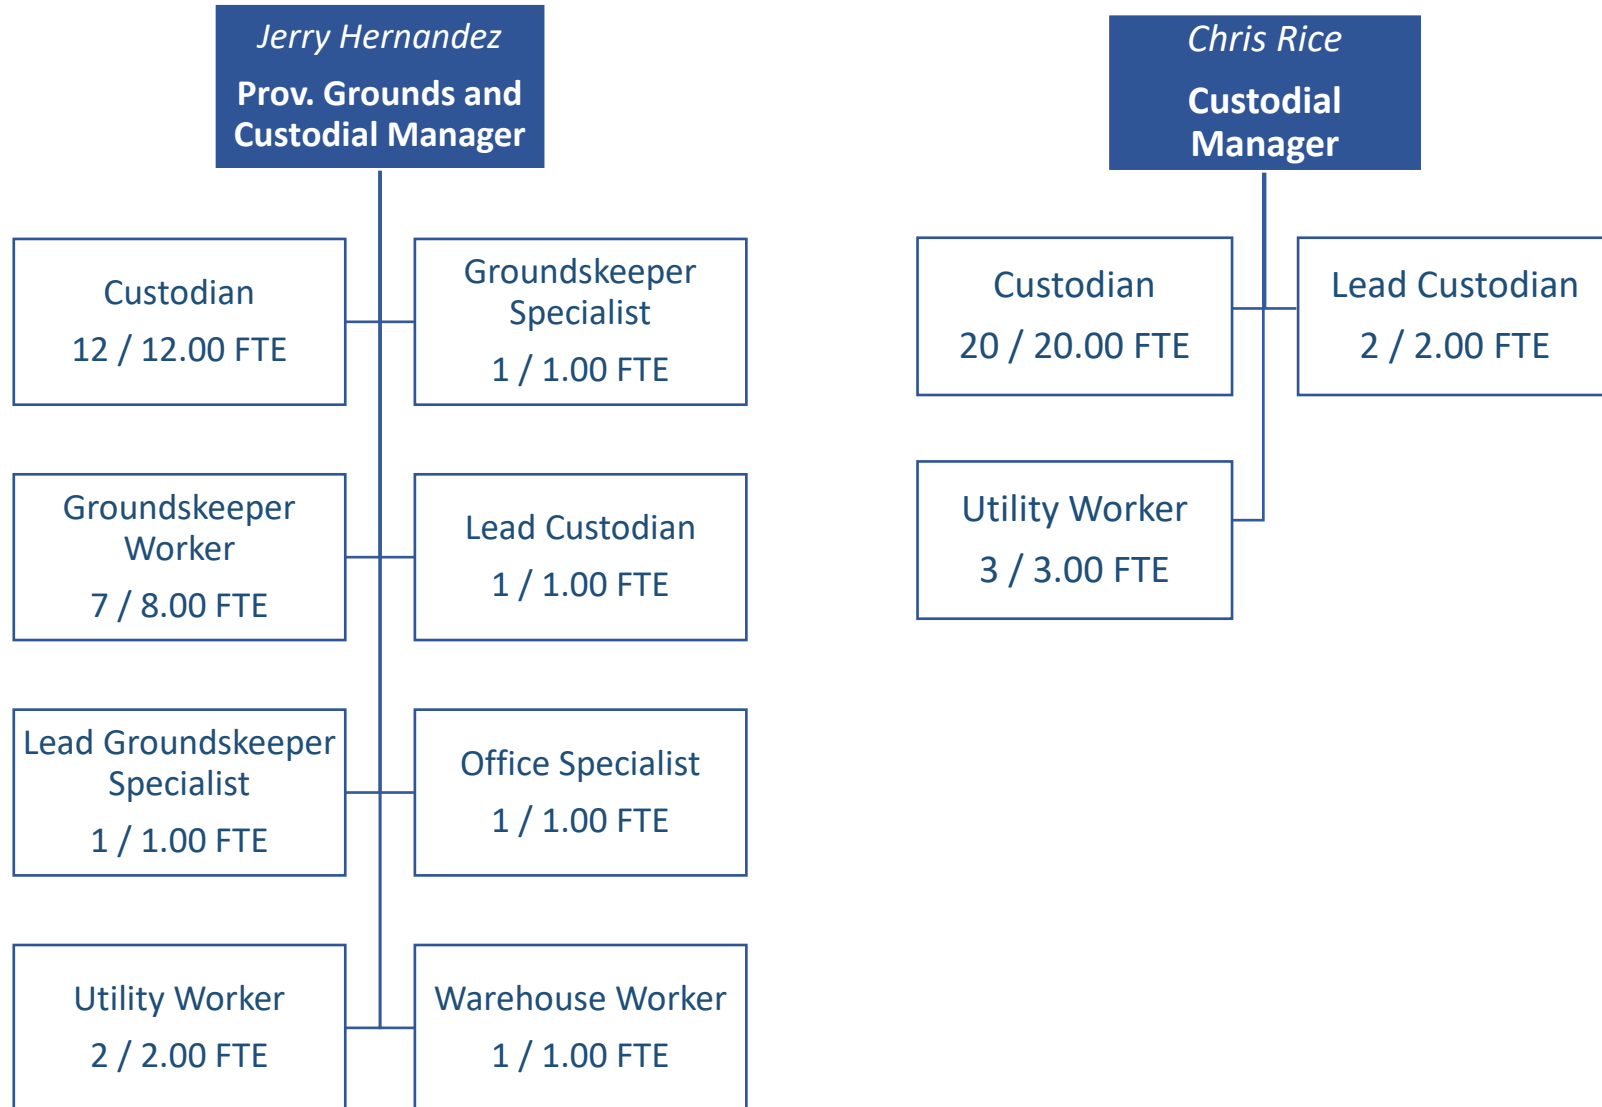 Jerry Hernandez
Prov. Grounds and
Custodial Manager
Custodian
12 / 12.00 FTE
Groundskeeper
Specialist
1 / 1.00 FTE
Groundskeeper
Worker
7 / 8.00 FTE
Lead Custodian
1 / 1.00 FTE
Lead Groundskeeper
Specialist
1 / 1.00 FTE
Office Specialist
1 / 1.00 FTE
Utility Worker
2 / 2.00 FTE
Warehouse Worker
1 / 1.00 FTE
Chris Rice
Custodial
Manager
Custodian
20 / 20.00 FTE
Lead Custodian
2 / 2.00 FTE
Utility Worker
3 / 3.00 FTE